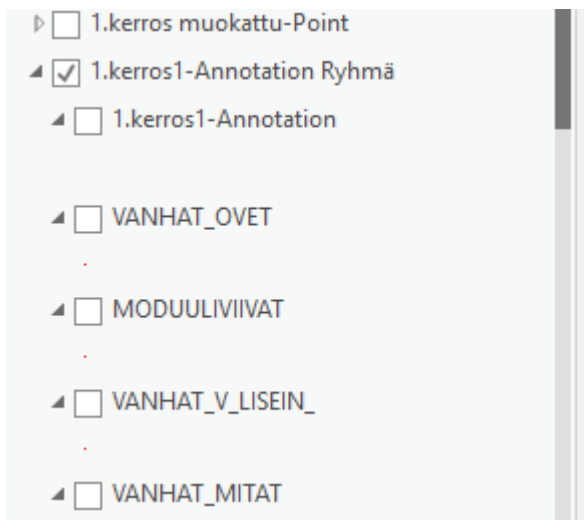 1.kerros muokattu-Point
1.kerros1-Annotation Ryhmä
1.kerros1-Annotation
VANHAT_OVET
MODUULIVIIVAT
VANHAT_V_LISEIN_
VANHAT_MITAT